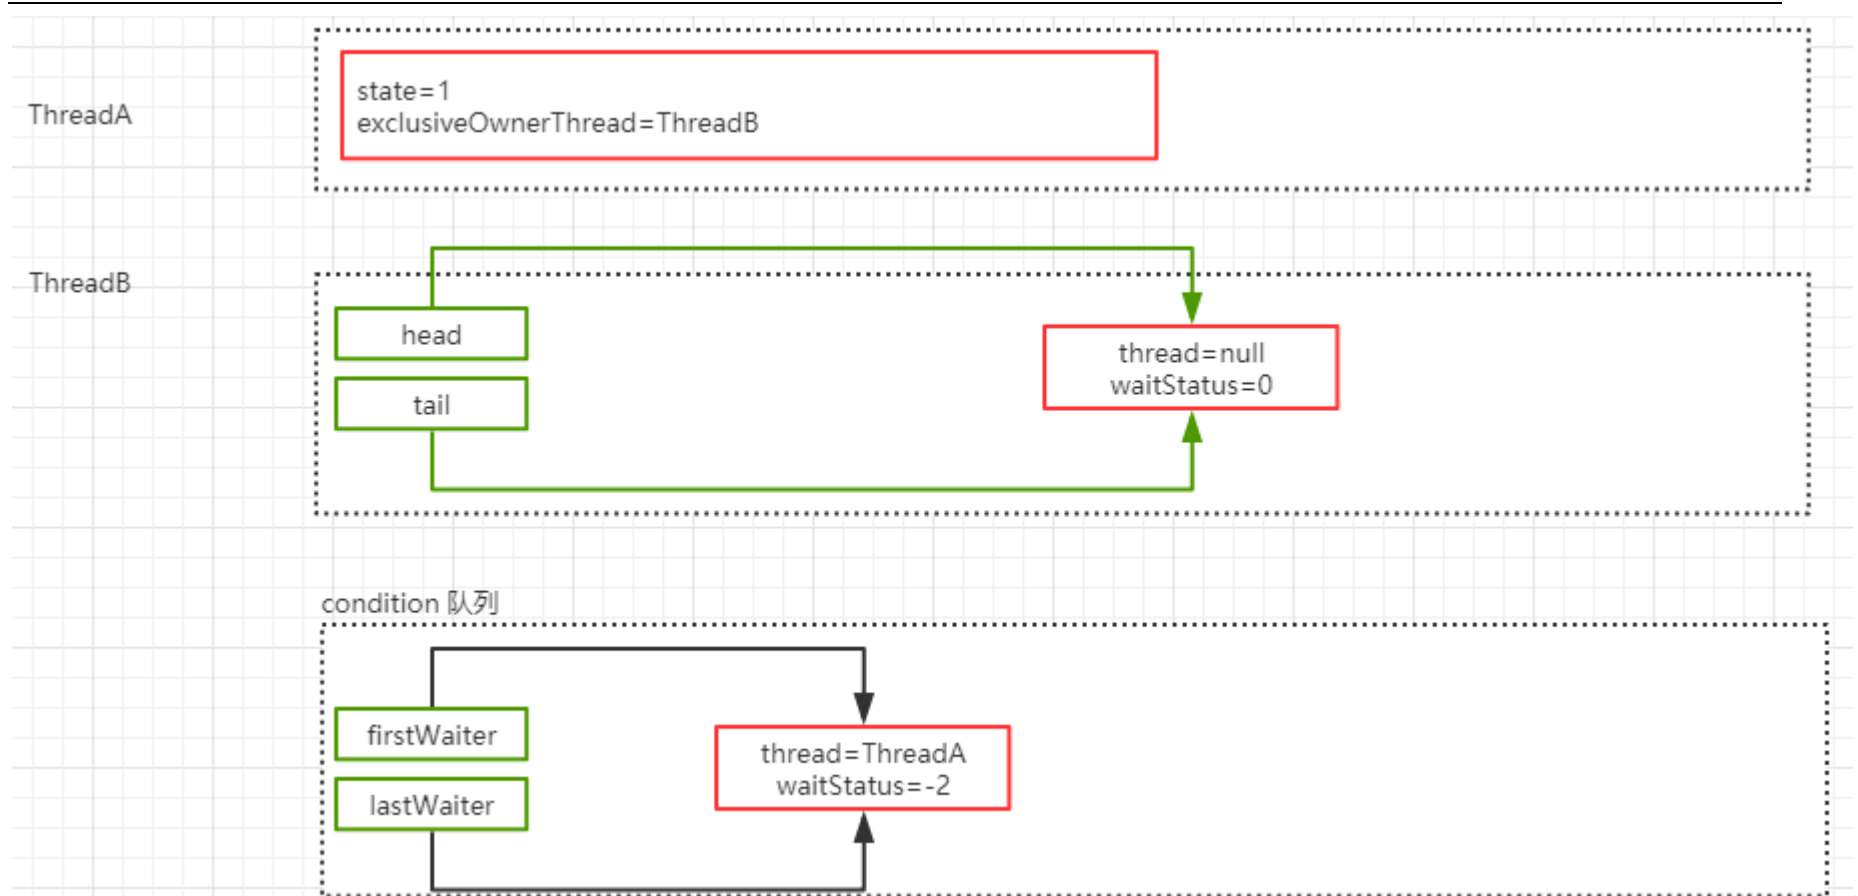 ThreadA
state=1
exclusiveOwnerThread=ThreadB
ThreadB
head
tail
thread=null
waitStatus=0
condition 队列
firstWaiter
lastWaiter
thread=ThreadA
waitStatus=-2